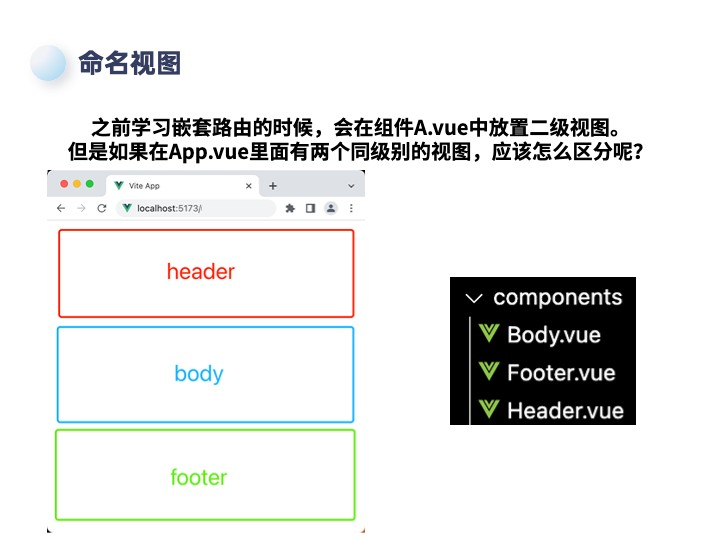 命名视图
之前学习嵌套路由的时候，会在组件A.vue中放置二级视图。
但是如果在App.vue里面有两个同级别的视图，应该怎么区分呢？
Vite App
localhost:5173/
header
body
footer
components
Body.vue
Footer.vue
Header.vue